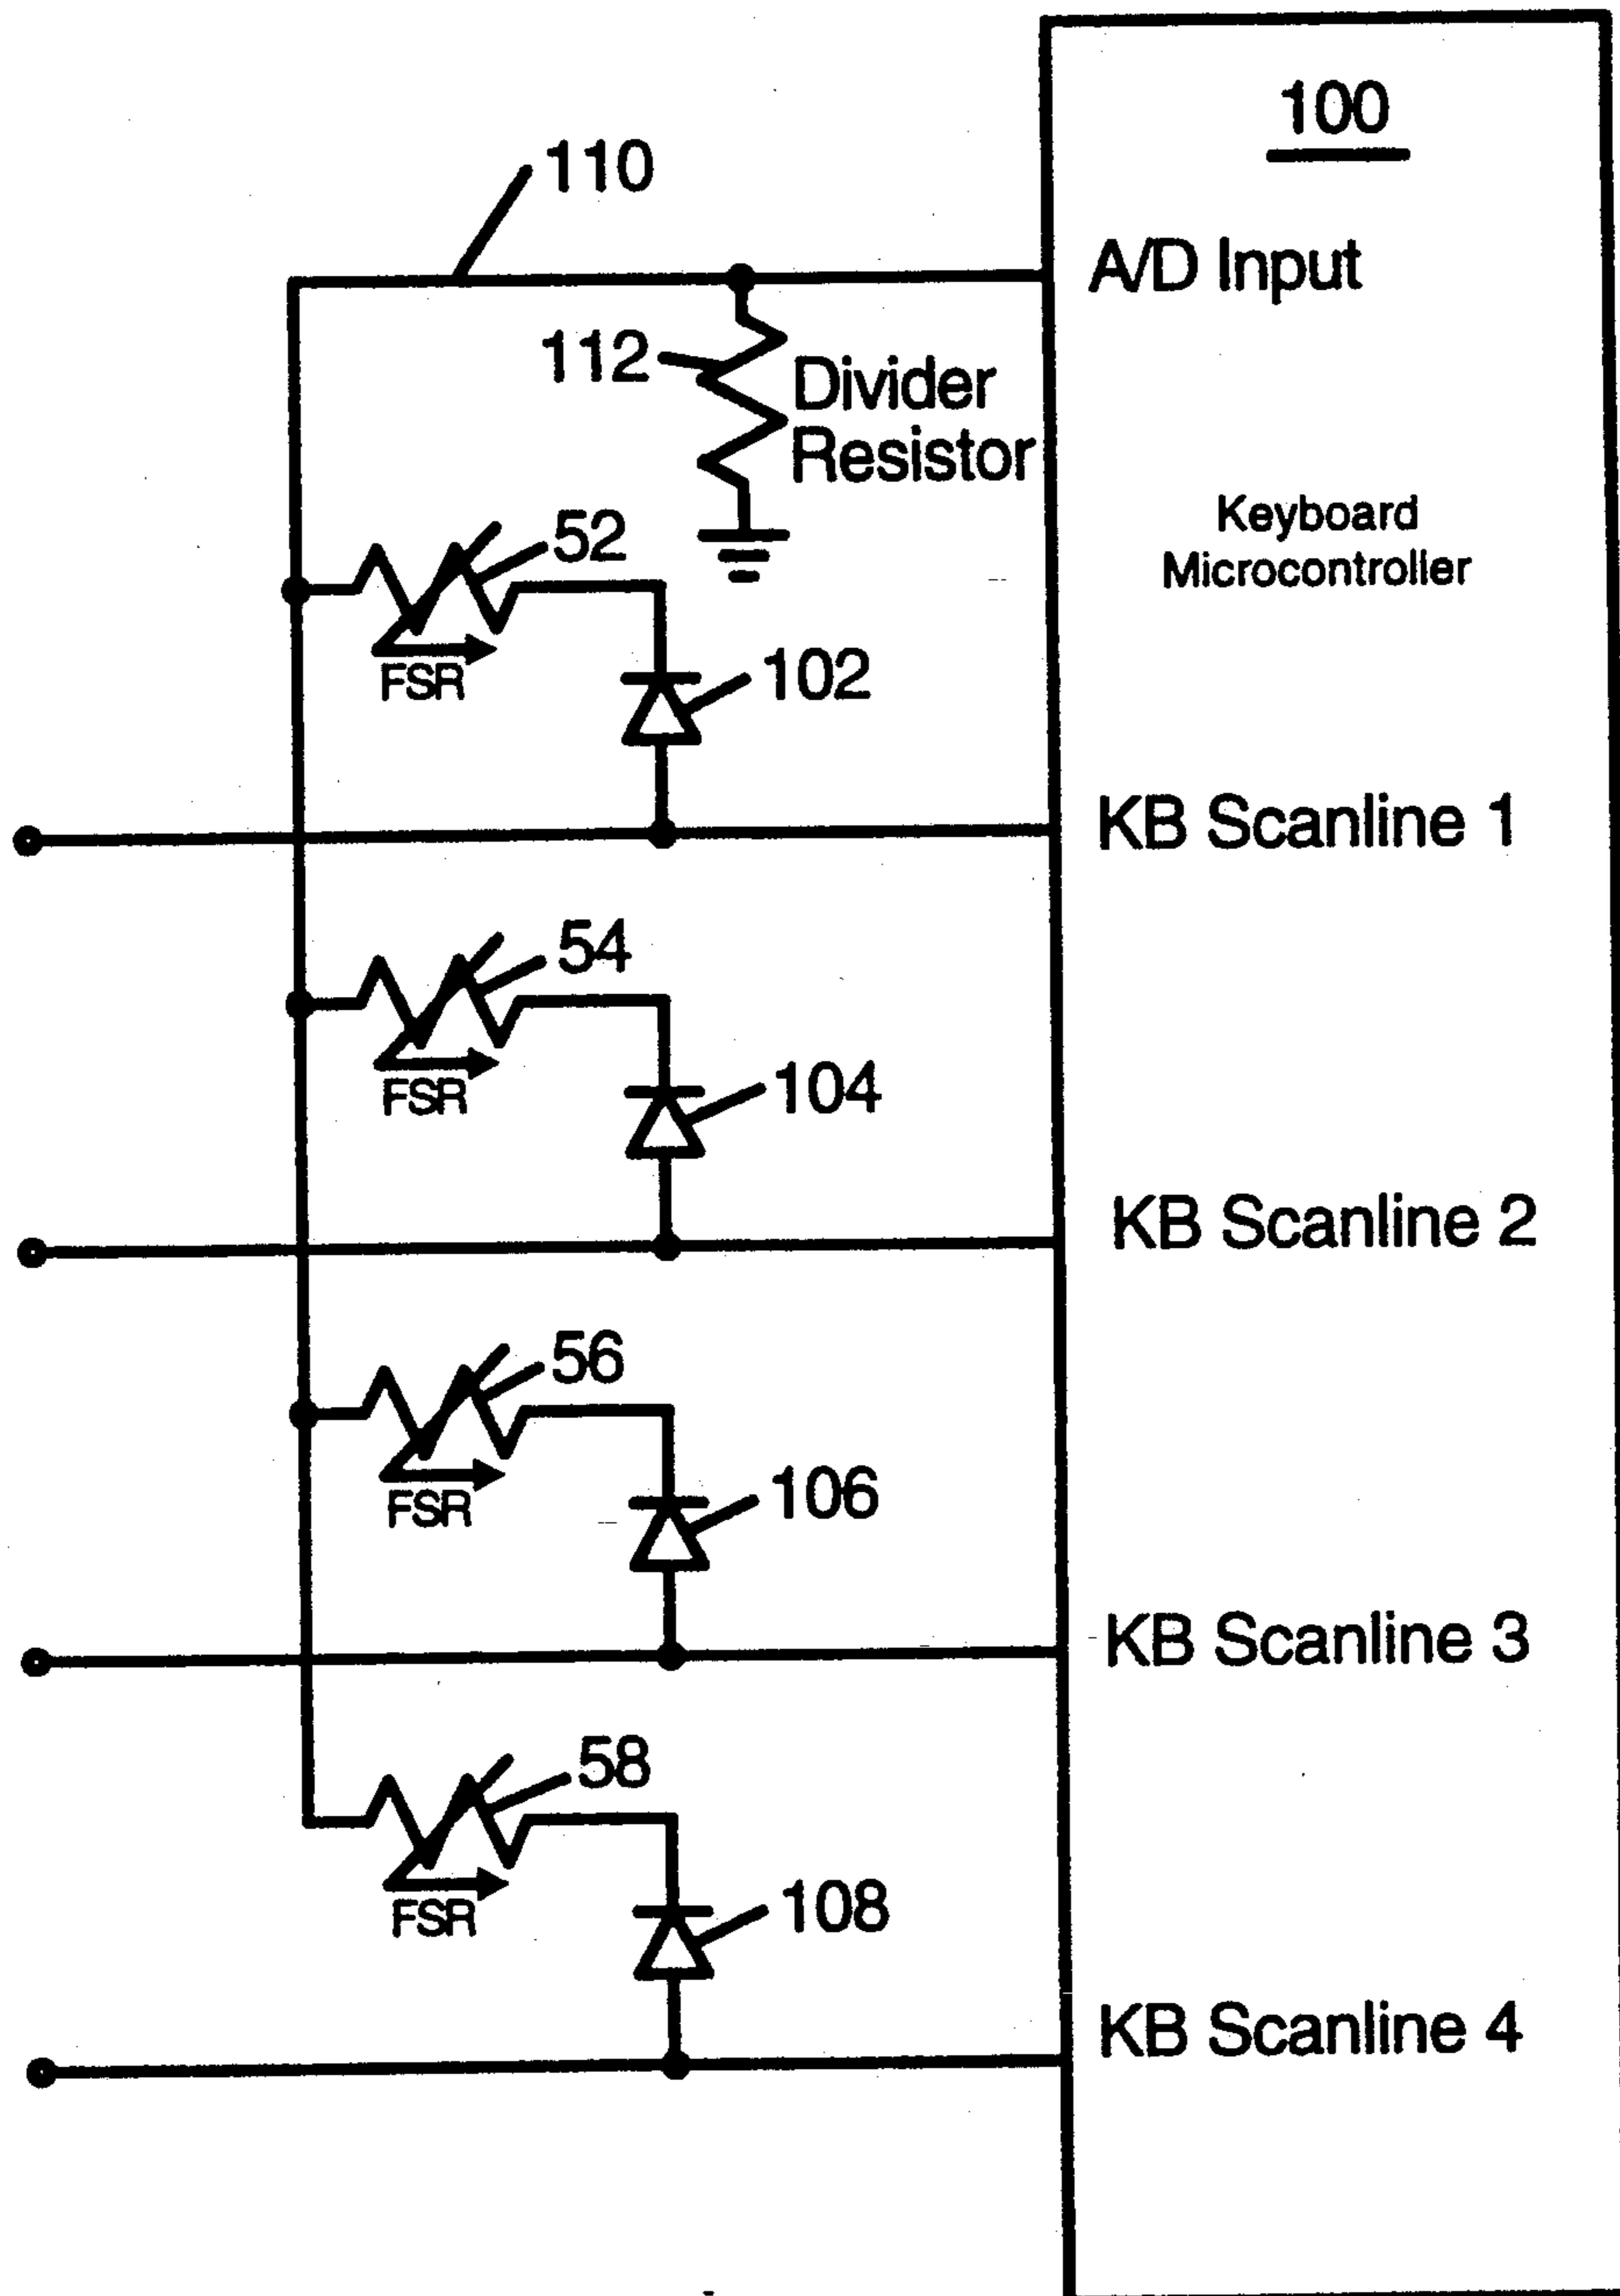 100
110
A/D Input
112
Divider
Resistor
Keyboard
Microcontroller
52
FSR
102
KB Scanline 1
54
FSR
104
KB Scanline 2
56
FSR
106
KB Scanline 3
58
FSR
108
KB Scanline 4